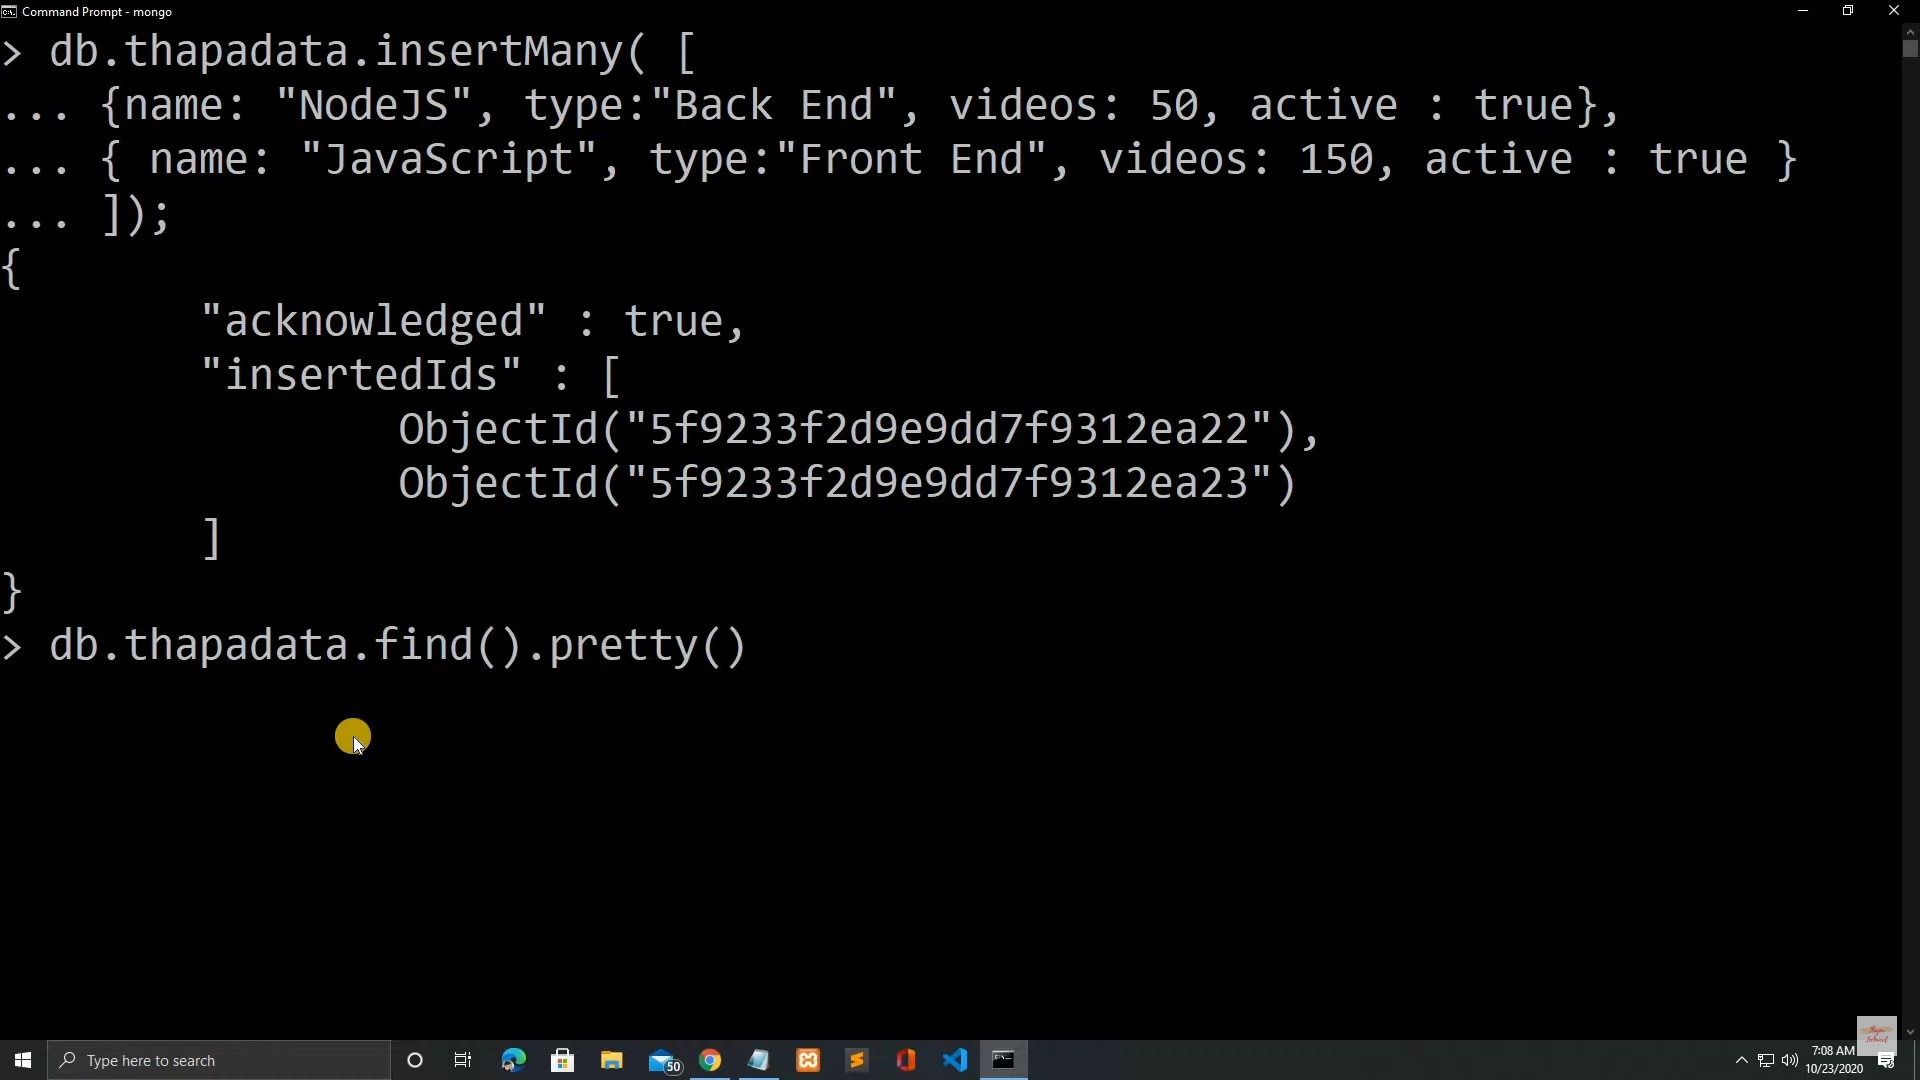 Command Prompt - mongo
> db.thapadata.insertMany( [
... {name: "NodeJS", type:"Back End", videos: 50, active : true},
... { name: "JavaScript", type:"Front End", videos: 150, active : true }
... ]);
{
"acknowledged" : true,
"insertedIds" : [
ObjectId("5f9233f2d9e9dd7f9312ea22"),
ObjectId("5f9233f2d9e9dd7f9312ea23")
]
}
> db.thapadata.find().pretty()
Type here to search
50
7:08 AM
10/23/2020